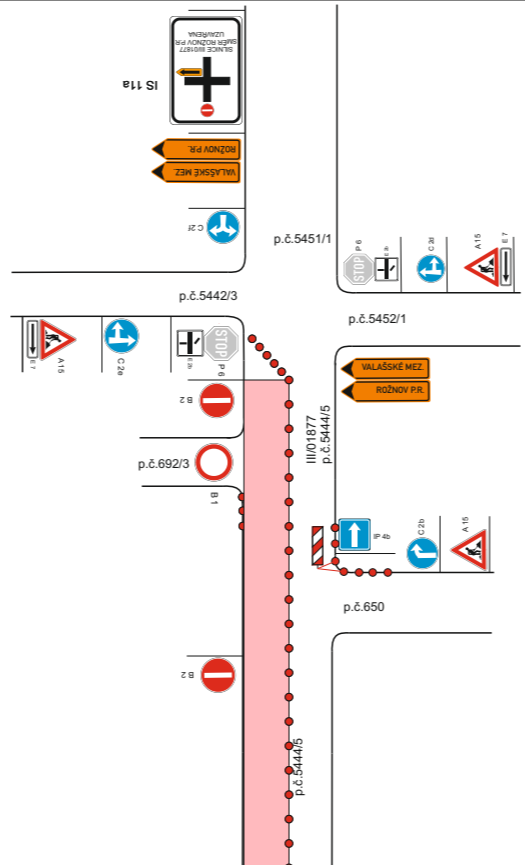 SILNICE III/01877
SMĚR ROŽNOV P.R.
UZAVŘENA
IS 11a
ROŽNOV P.R.
VALAŠSKÉ MEZ.
C 2f
p.č.5451/1
P 6
STOP
E 2b
C 2d
A 15
E 7
p.č.5442/3
p.č.5452/1
E 7
A 15
C 2e
E 2b
STOP
P 6
VALAŠSKÉ MEZ.
ROŽNOV P.R.
B 2
III/01877
p.č.5444/5
p.č.692/3
B 1
IP 4b
C 2b
A 15
p.č.650
B 2
p.č.5444/5